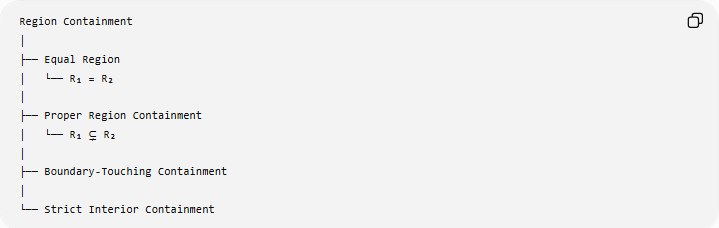 Region Containment
│
├── Equal Region
│   └── R₁ = R₂
│
├── Proper Region Containment
│   └── R₁ ⊊ R₂
│
├── Boundary-Touching Containment
│
└── Strict Interior Containment